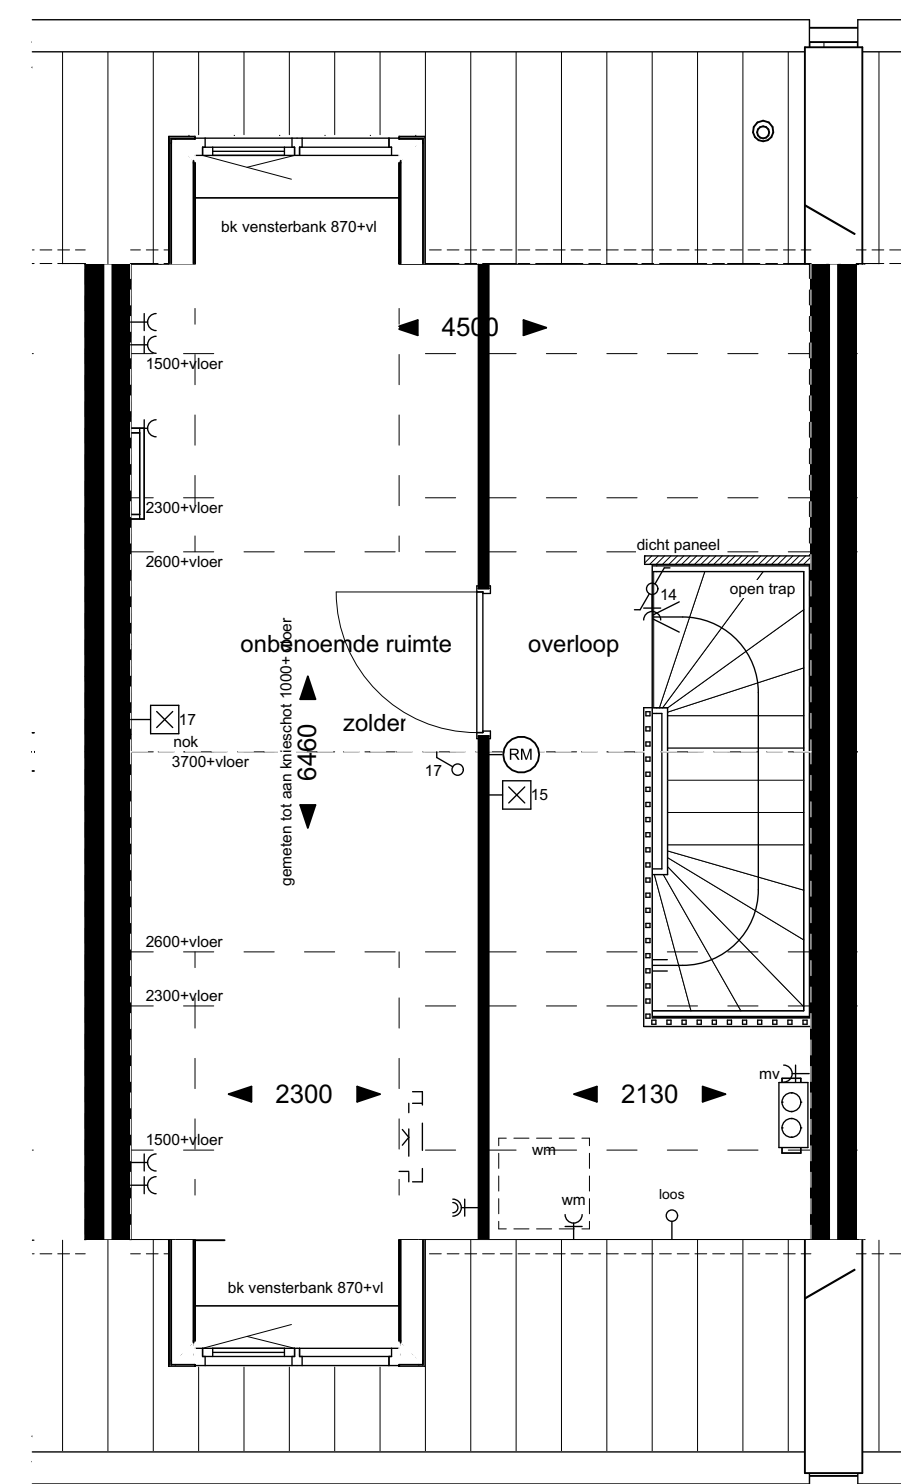 bk vensterbank 870+vl
4500
1500+vloer
2300+vloer
dicht paneel
2600+vloer
open trap
14
onbenoemde ruimte
overloop
gemeten tot aan knieschot 1000+vloer
6460
zolder
17
nok
3700+vloer
17
RM
15
2600+vloer
2300+vloer
mv
2300
2130
1500+vloer
wm
wm
loos
bk vensterbank 870+vl